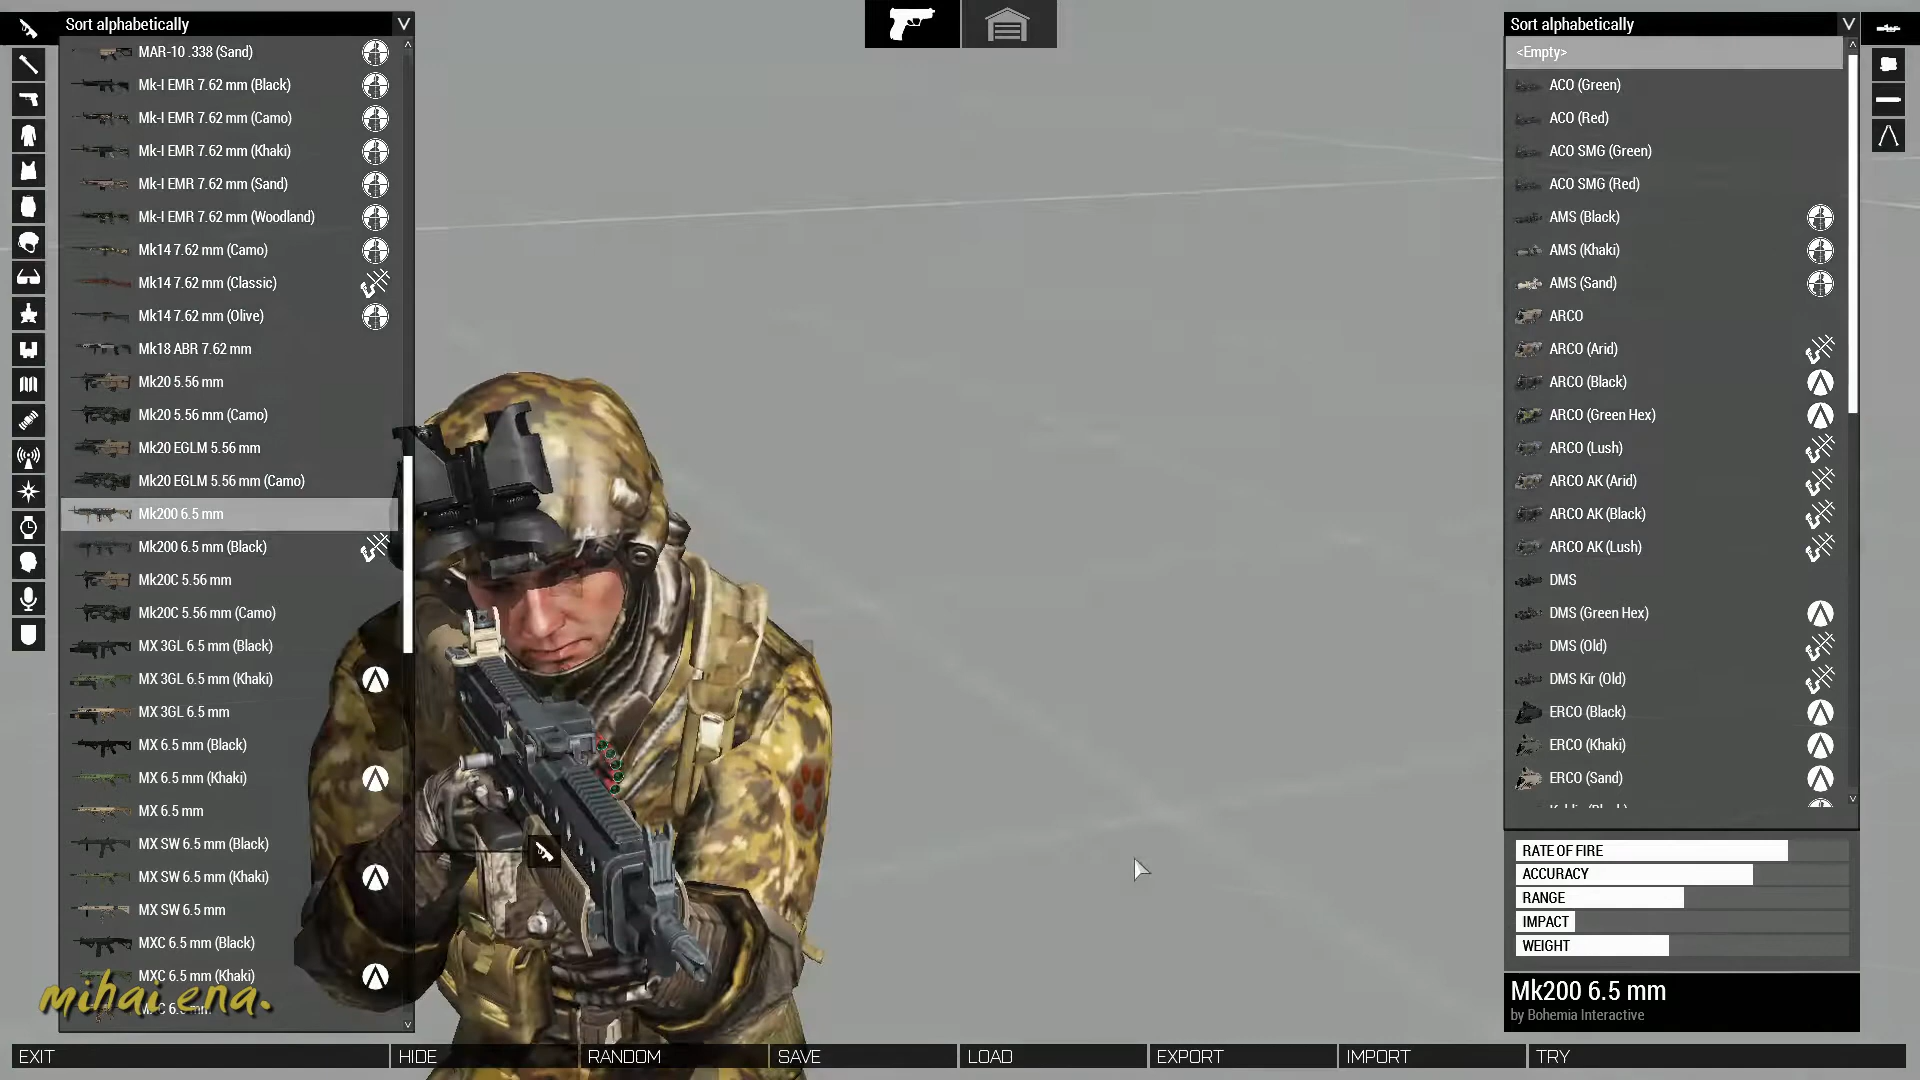 Sort alphabetically
MAR-10 .338 (Sand)
Mk-I EMR 7.62 mm (Black)
Mk-I EMR 7.62 mm (Camo)
Mk-I EMR 7.62 mm (Khaki)
Mk-I EMR 7.62 mm (Sand)
Mk-I EMR 7.62 mm (Woodland)
Mk14 7.62 mm (Camo)
Mk14 7.62 mm (Classic)
Mk14 7.62 mm (Olive)
Mk18 ABR 7.62 mm
Mk20 5.56 mm
Mk20 5.56 mm (Camo)
Mk20 EGLM 5.56 mm
Mk20 EGLM 5.56 mm (Camo)
Mk200 6.5 mm
Mk200 6.5 mm (Black)
Mk20C 5.56 mm
Mk20C 5.56 mm (Camo)
MX 3GL 6.5 mm (Black)
MX 3GL 6.5 mm (Khaki)
MX 3GL 6.5 mm
MX 6.5 mm (Black)
MX 6.5 mm (Khaki)
MX 6.5 mm
MX SW 6.5 mm (Black)
MX SW 6.5 mm (Khaki)
MX SW 6.5 mm
MXC 6.5 mm (Black)
MXC 6.5 mm (Khaki)
mihai ena.
Sort alphabetically
<Empty>
ACO (Green)
ACO (Red)
ACO SMG (Green)
ACO SMG (Red)
AMS (Black)
AMS (Khaki)
AMS (Sand)
ARCO
ARCO (Arid)
ARCO (Black)
ARCO (Green Hex)
ARCO (Lush)
ARCO AK (Arid)
ARCO AK (Black)
ARCO AK (Lush)
DMS
DMS (Green Hex)
DMS (Old)
DMS Kir (Old)
ERCO (Black)
ERCO (Khaki)
ERCO (Sand)
RATE OF FIRE
ACCURACY
RANGE
IMPACT
WEIGHT
Mk200 6.5 mm
by Bohemia Interactive
EXIT
HIDE
RANDOM
SAVE
LOAD
EXPORT
IMPORT
TRY